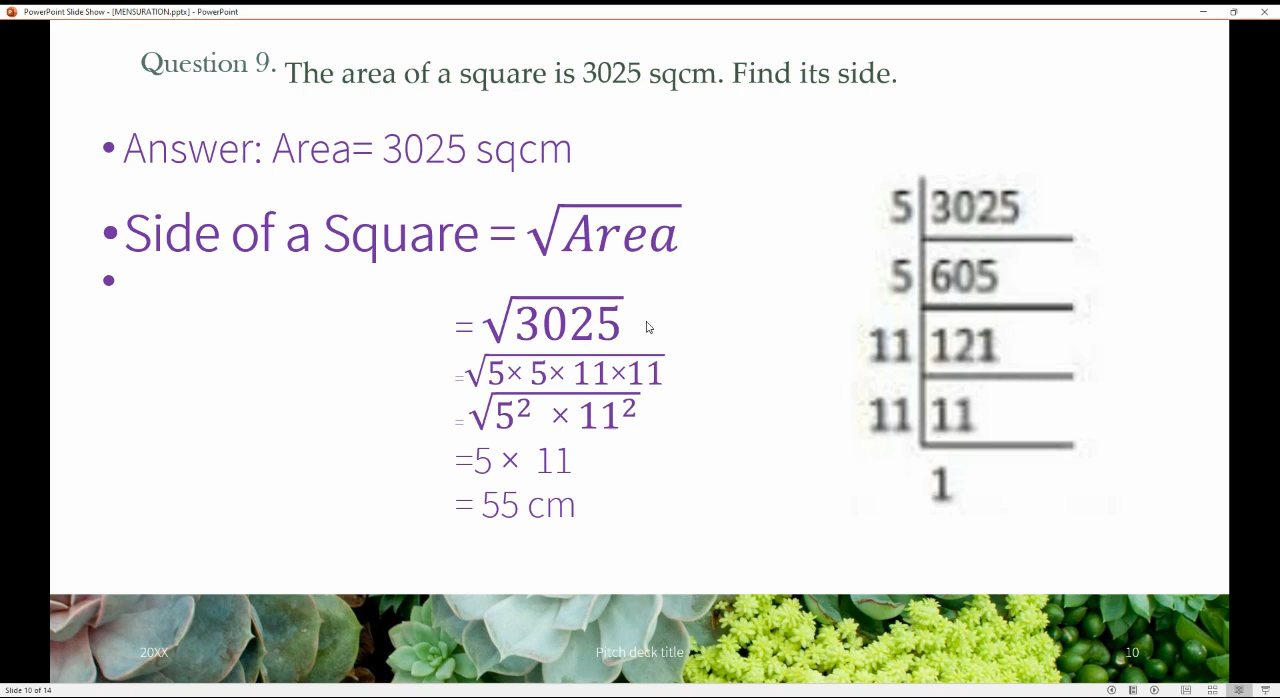 PowerPoint Slide Show - [MENSURATION.pptx] - PowerPoint
Question 9. The area of a square is 3025 sqcm. Find its side.
• Answer: Area= 3025 sqcm
• Side of a Square = √Area
•
= √3025
=√5× 5× 11×11
= √5² × 11²
=5 × 11
= 55 cm
5 3025
5 605
11 121
11 11
1
20XX
Pitch deck title
10
Slide 10 of 14